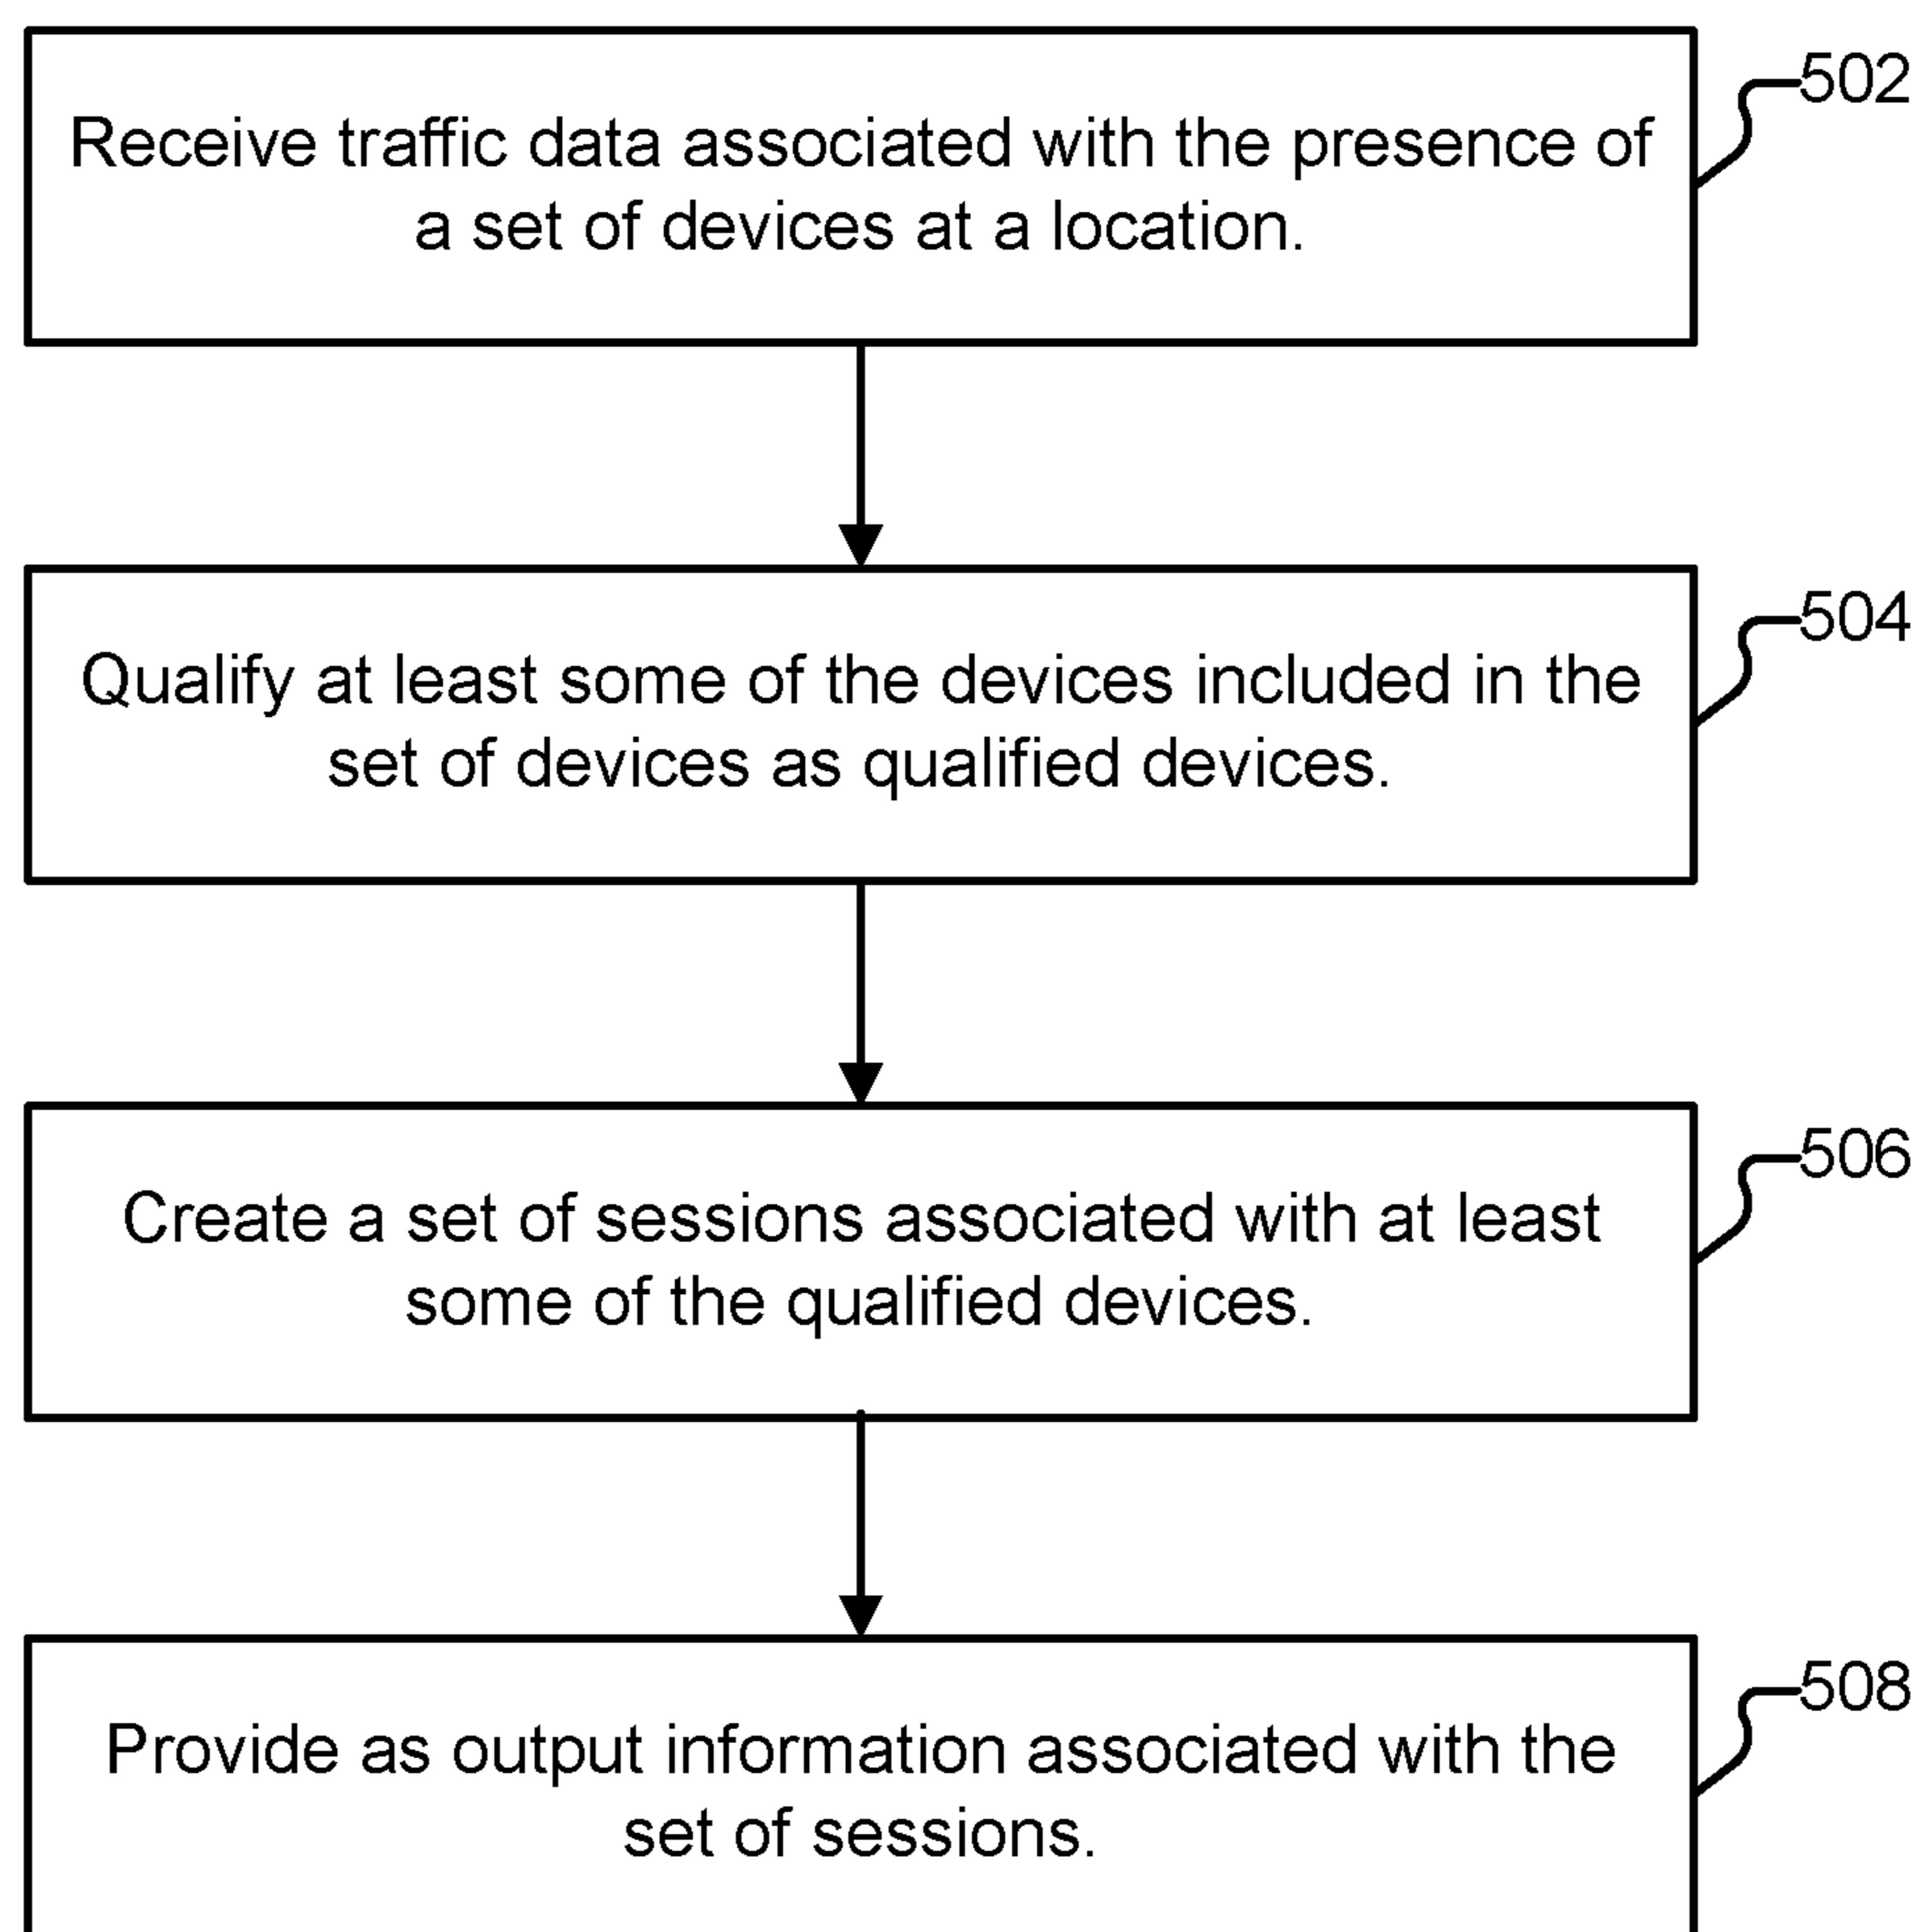 502
Receive traffic data associated with the presence of
a set of devices at a location.
504
Qualify at least some of the devices included in the
set of devices as qualified devices.
506
Create a set of sessions associated with at least
some of the qualified devices.
508
Provide as output information associated with the
set of sessions.